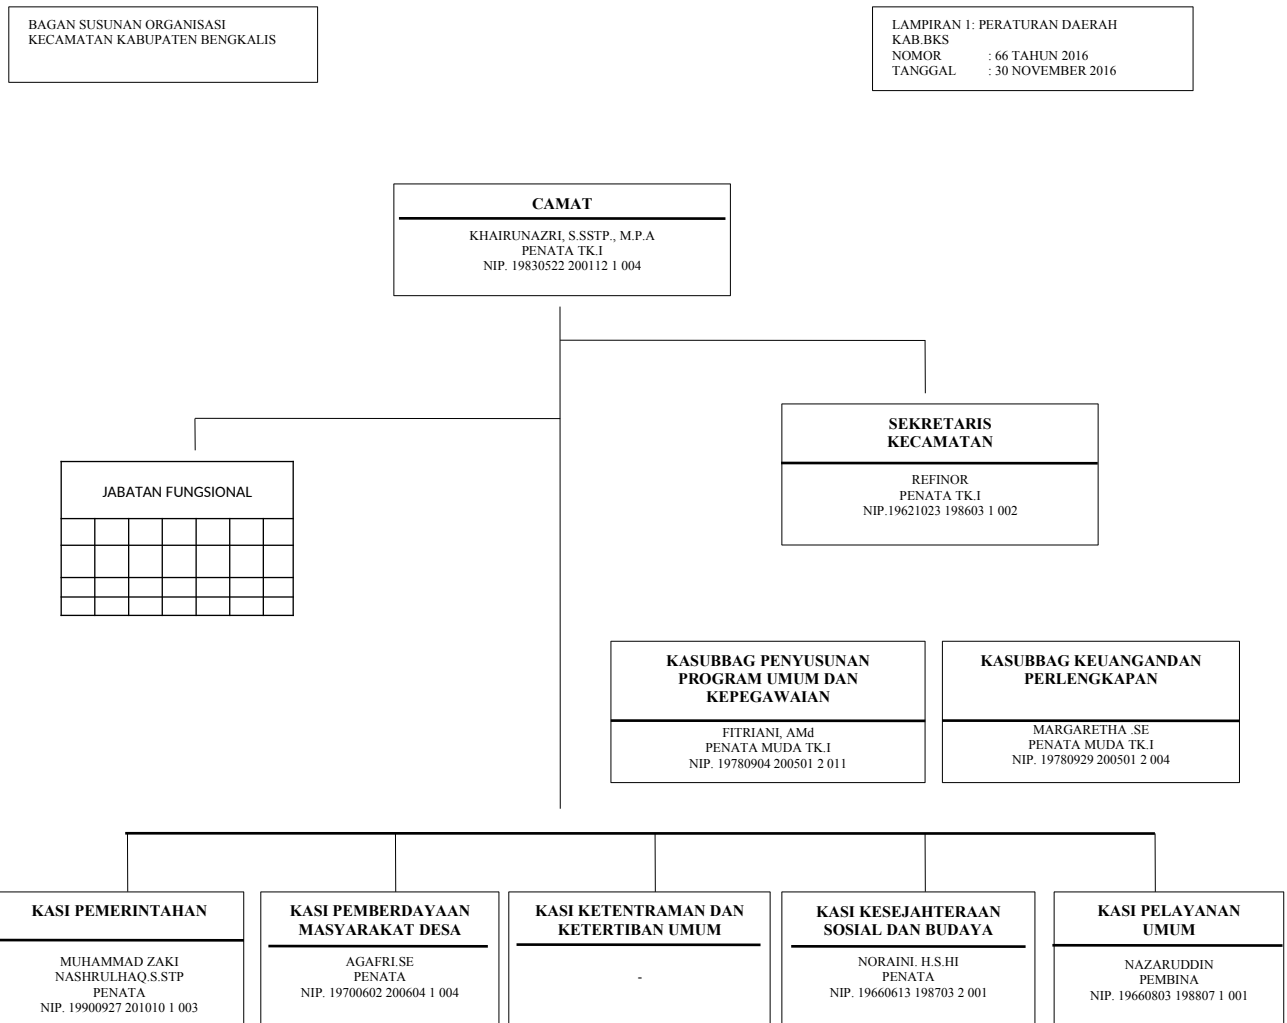 BAGAN SUSUNAN ORGANISASI
KECAMATAN KABUPATEN BENGKALIS
LAMPIRAN 1: PERATURAN DAERAH
KAB.BKS
NOMOR : 66 TAHUN 2016
TANGGAL : 30 NOVEMBER 2016
CAMAT
KHAIRUNAZRI, S.SSTP., M.P.A
PENATA TK.I
NIP. 19830522 200112 1 004
SEKRETARIS
KECAMATAN
REFINOR
PENATA TK.I
NIP.19621023 198603 1 002
JABATAN FUNGSIONAL
KASUBBAG PENYUSUNAN
PROGRAM UMUM DAN
KEPEGAWAIAN
FITRIANI, AMd
PENATA MUDA TK.I
NIP. 19780904 200501 2 011
KASUBBAG KEUANGANDAN
PERLENGKAPAN
MARGARETHA .SE
PENATA MUDA TK.I
NIP. 19780929 200501 2 004
KASI PEMERINTAHAN
MUHAMMAD ZAKI
NASHRULHAQ.S.STP
PENATA
NIP. 19900927 201010 1 003
KASI PEMBERDAYAAN
MASYARAKAT DESA
AGAFRI.SE
PENATA
NIP. 19700602 200604 1 004
KASI KETENTRAMAN DAN
KETERTIBAN UMUM
-
KASI KESEJAHTERAAN
SOSIAL DAN BUDAYA
NORAINI. H.S.HI
PENATA
NIP. 19660613 198703 2 001
KASI PELAYANAN
UMUM
NAZARUDDIN
PEMBINA
NIP. 19660803 198807 1 001